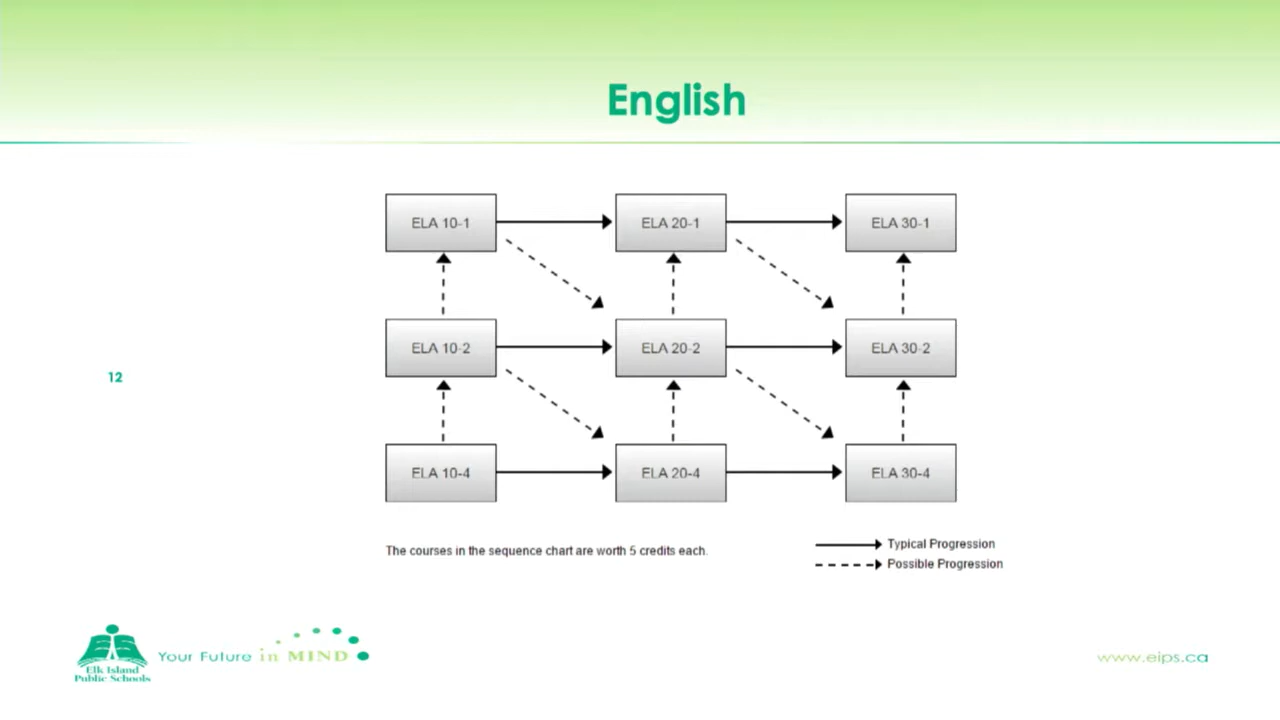 English
ELA 10-1
ELA 20-1
ELA 30-1
ELA 10-2
ELA 20-2
ELA 30-2
12
ELA 10-4
ELA 20-4
ELA 30-4
The courses in the sequence chart are worth 5 credits each.
Typical Progression
Possible Progression
Your Future in MIND
Elk Island
Public Schools
www.eips.ca